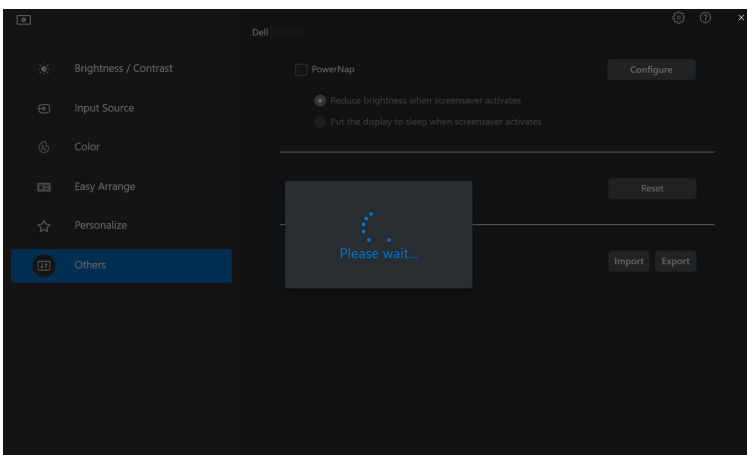 Dell
Brightness / Contrast
Input Source
Color
Easy Arrange
Personalize
Others
PowerNap
Configure
Reduce brightness when screensaver activates
Put the display to sleep when screensaver activates
Reset
Please wait...
Import Export